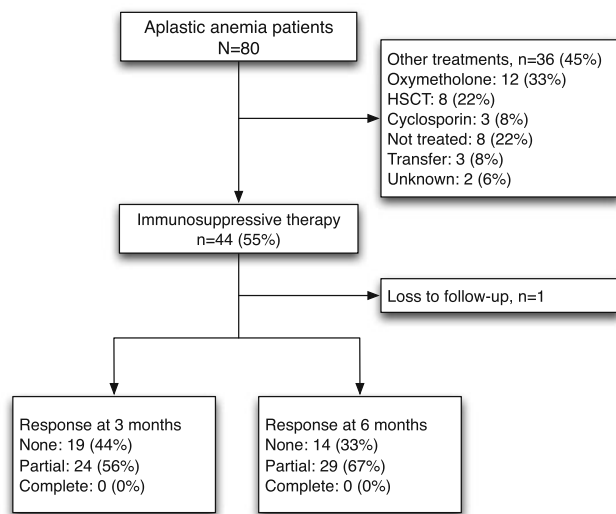 Aplastic anemia patients
N=80
Other treatments, n=36 (45%)
Oxymetholone: 12 (33%)
HSCT: 8 (22%)
Cyclosporin: 3 (8%)
Not treated: 8 (22%)
Transfer: 3 (8%)
Unknown: 2 (6%)
Immunosuppressive therapy
n=44 (55%)
Loss to follow-up, n=1
Response at 3 months
None: 19 (44%)
Partial: 24 (56%)
Complete: 0 (0%)
Response at 6 months
None: 14 (33%)
Partial: 29 (67%)
Complete: 0 (0%)